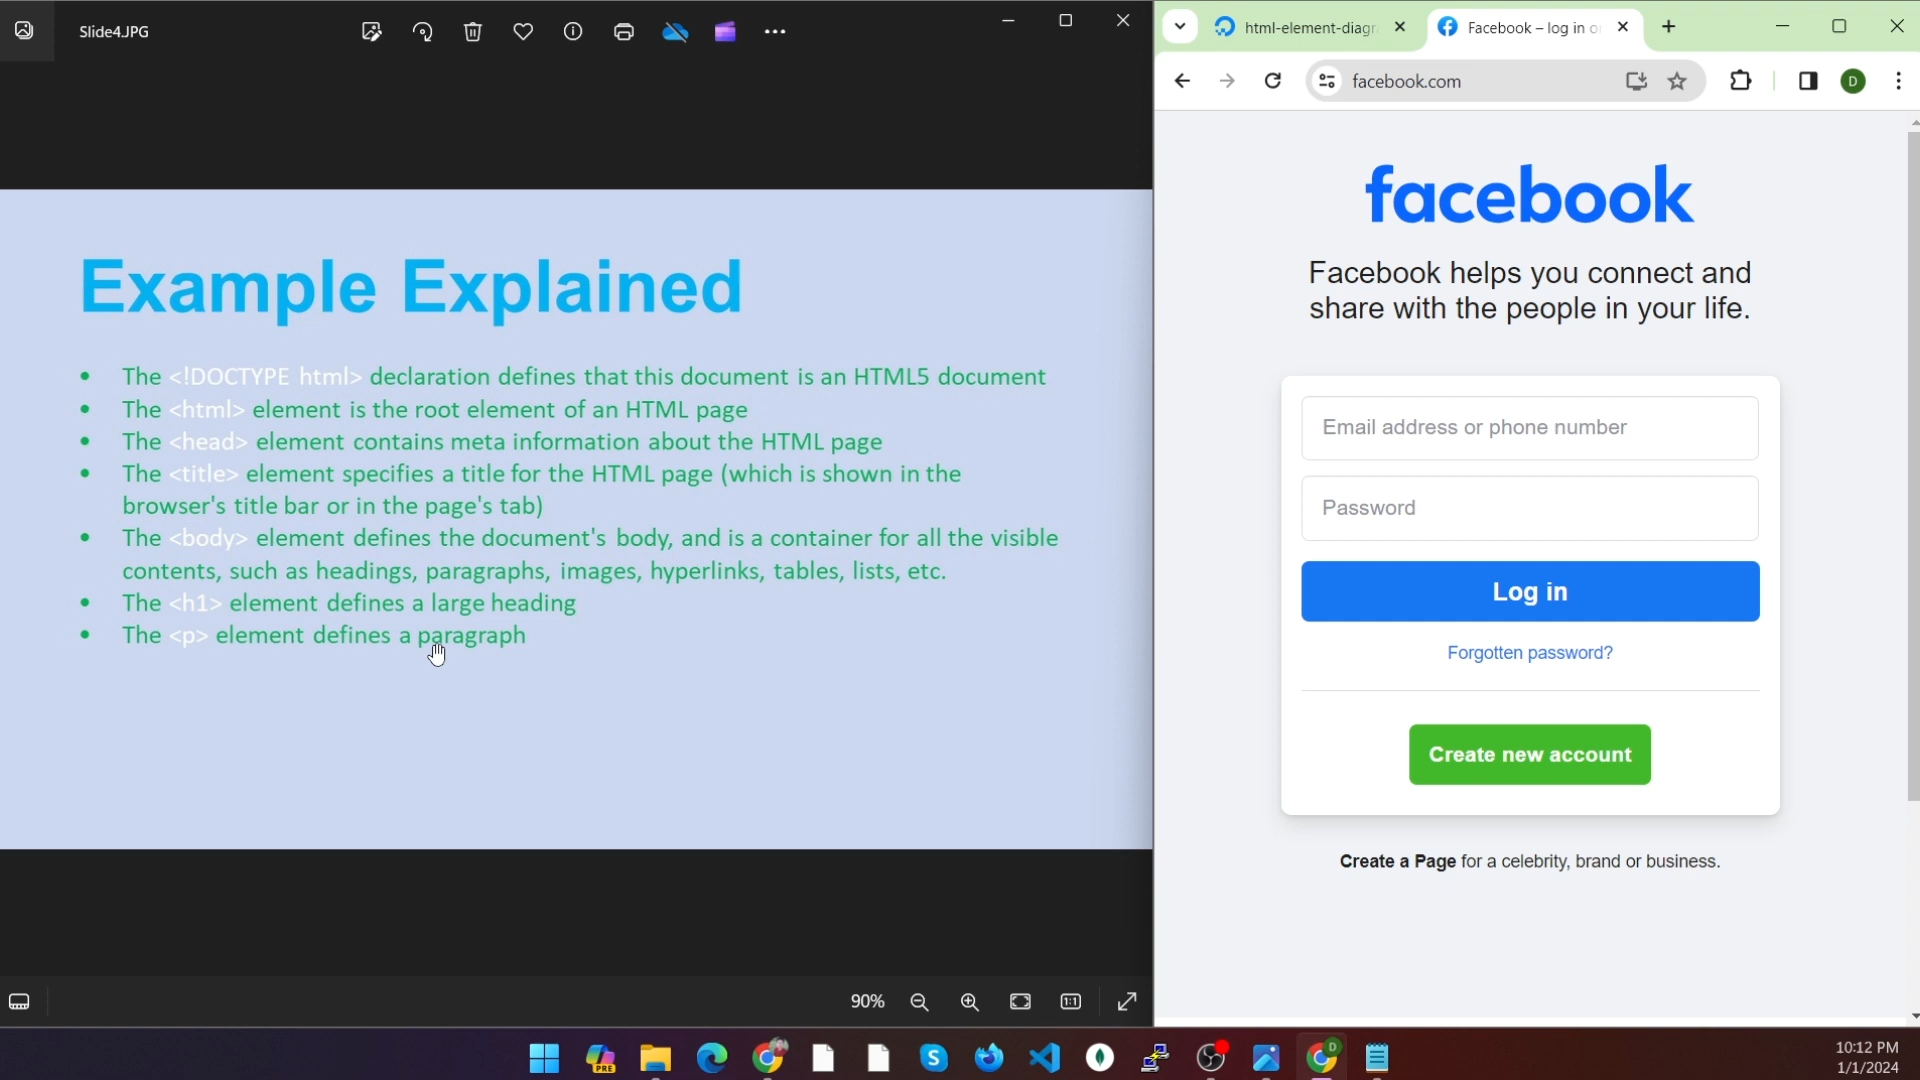 Slide4.JPG
Example Explained
• The <!DOCTYPE html> declaration defines that this document is an HTML5 document
• The <html> element is the root element of an HTML page
• The <head> element contains meta information about the HTML page
• The <title> element specifies a title for the HTML page (which is shown in the
browser's title bar or in the page's tab)
• The <body> element defines the document's body, and is a container for all the visible
contents, such as headings, paragraphs, images, hyperlinks, tables, lists, etc.
• The <h1> element defines a large heading
• The <p> element defines a paragraph
90%
1:1
html-element-diagr
Facebook – log in o
facebook.com
D
facebook
Facebook helps you connect and
share with the people in your life.
Email address or phone number
Password
Log in
Forgotten password?
Create new account
Create a Page for a celebrity, brand or business.
PRE
S
D
10:12 PM
1/1/2024